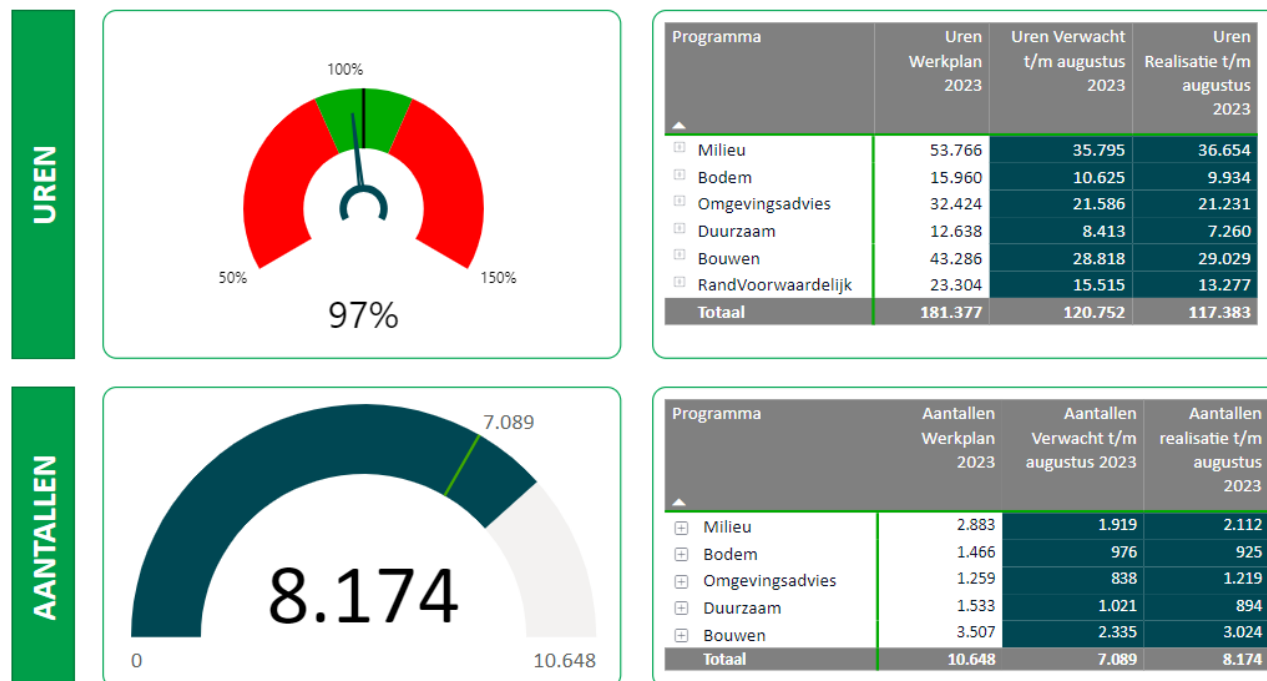 UREN
100%
50%
150%
97%
Programma Uren Werkplan 2023 Uren Verwacht t/m augustus 2023 Uren Realisatie t/m augustus 2023
Milieu 53.766 35.795 36.654
Bodem 15.960 10.625 9.934
Omgevingsadvies 32.424 21.586 21.231
Duurzaam 12.638 8.413 7.260
Bouwen 43.286 28.818 29.029
RandVoorwaardelijk 23.304 15.515 13.277
Totaal 181.377 120.752 117.383
AANTALLEN
7.089
8.174
0
10.648
Programma Aantallen Werkplan 2023 Aantallen Verwacht t/m augustus 2023 Aantallen realisatie t/m augustus 2023
Milieu 2.883 1.919 2.112
Bodem 1.466 976 925
Omgevingsadvies 1.259 838 1.219
Duurzaam 1.533 1.021 894
Bouwen 3.507 2.335 3.024
Totaal 10.648 7.089 8.174